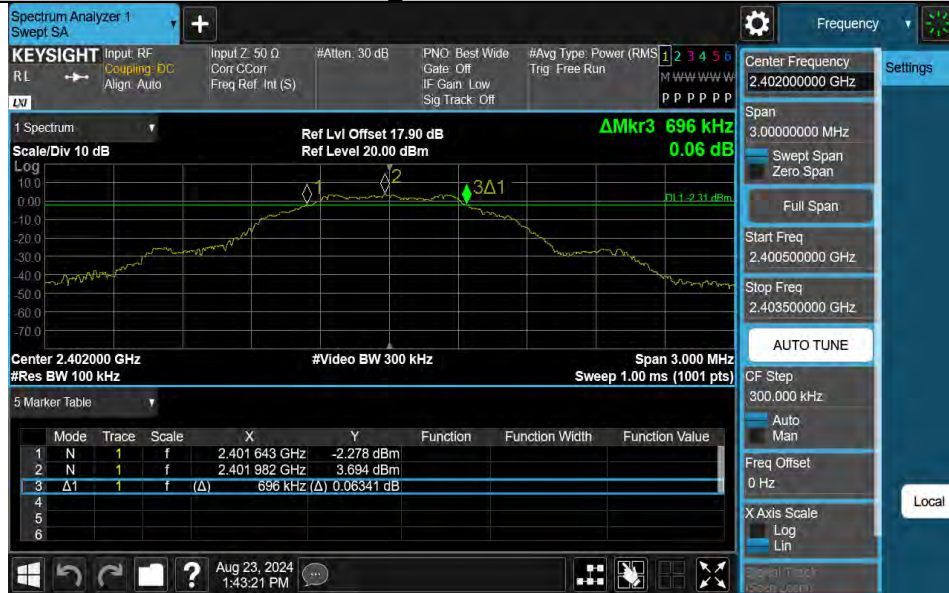 Spectrum Analyzer 1
Swept SA
+
Frequency
KEYSIGHT
RL
LXI
Input: RF
Coupling: DC
Align: Auto
Input Z: 50 Ω
Corr CCorr
Freq Ref: Int (S)
#Atten: 30 dB
PNO: Best Wide
Gate: Off
IF Gain: Low
Sig Track: Off
#Avg Type: Power (RMS
Trig: Free Run
1 2 3 4 5 6
M W W W W W
P P P P P P
Center Frequency
2.402000000 GHz
Settings
1 Spectrum
Scale/Div 10 dB
Log
Ref Lvl Offset 17.90 dB
Ref Level 20.00 dBm
ΔMkr3 696 kHz
0.06 dB
10.0
0.00
-10.0
-20.0
-30.0
-40.0
-50.0
-60.0
-70.0
1
2
3Δ1
DL1 -2.31 dBm
Center 2.402000 GHz
#Res BW 100 kHz
#Video BW 300 kHz
Span 3.000 MHz
Sweep 1.00 ms (1001 pts)
Span
3.00000000 MHz
Swept Span
Zero Span
Full Span
Start Freq
2.400500000 GHz
Stop Freq
2.403500000 GHz
AUTO TUNE
CF Step
300.000 kHz
Auto
Man
Freq Offset
0 Hz
X Axis Scale
Log
Lin
Signal Track
(Span Zoom)
Local
5 Marker Table
Mode Trace Scale X Y Function Function Width Function Value
1 N 1 f 2.401 643 GHz -2.278 dBm
2 N 1 f 2.401 982 GHz 3.694 dBm
3 Δ1 1 f (Δ) 696 kHz (Δ) 0.06341 dB
4
5
6
?
Aug 23, 2024
1:43:21 PM